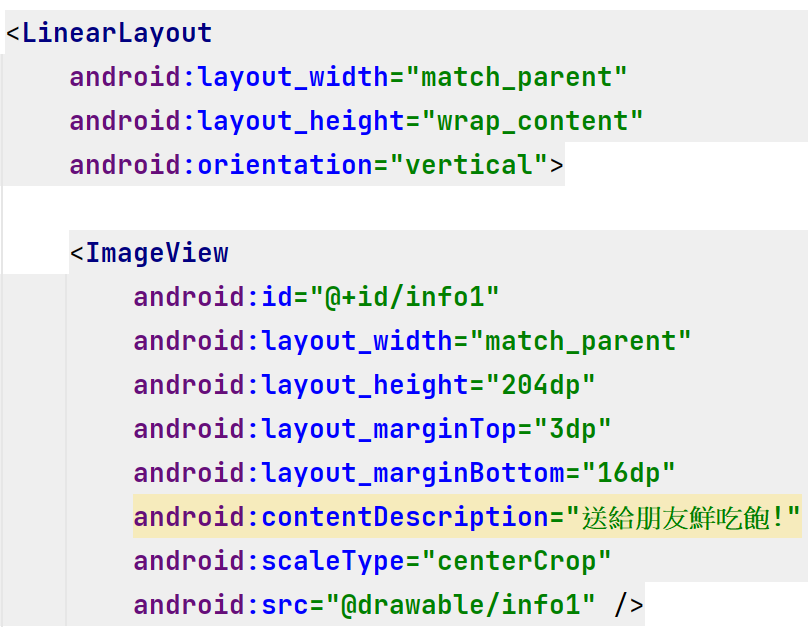 <LinearLayout
android:layout_width="match_parent"
android:layout_height="wrap_content"
android:orientation="vertical">
<ImageView
android:id="@+id/info1"
android:layout_width="match_parent"
android:layout_height="204dp"
android:layout_marginTop="3dp"
android:layout_marginBottom="16dp"
android:contentDescription="送給朋友鮮吃飽!"
android:scaleType="centerCrop"
android:src="@drawable/info1" />